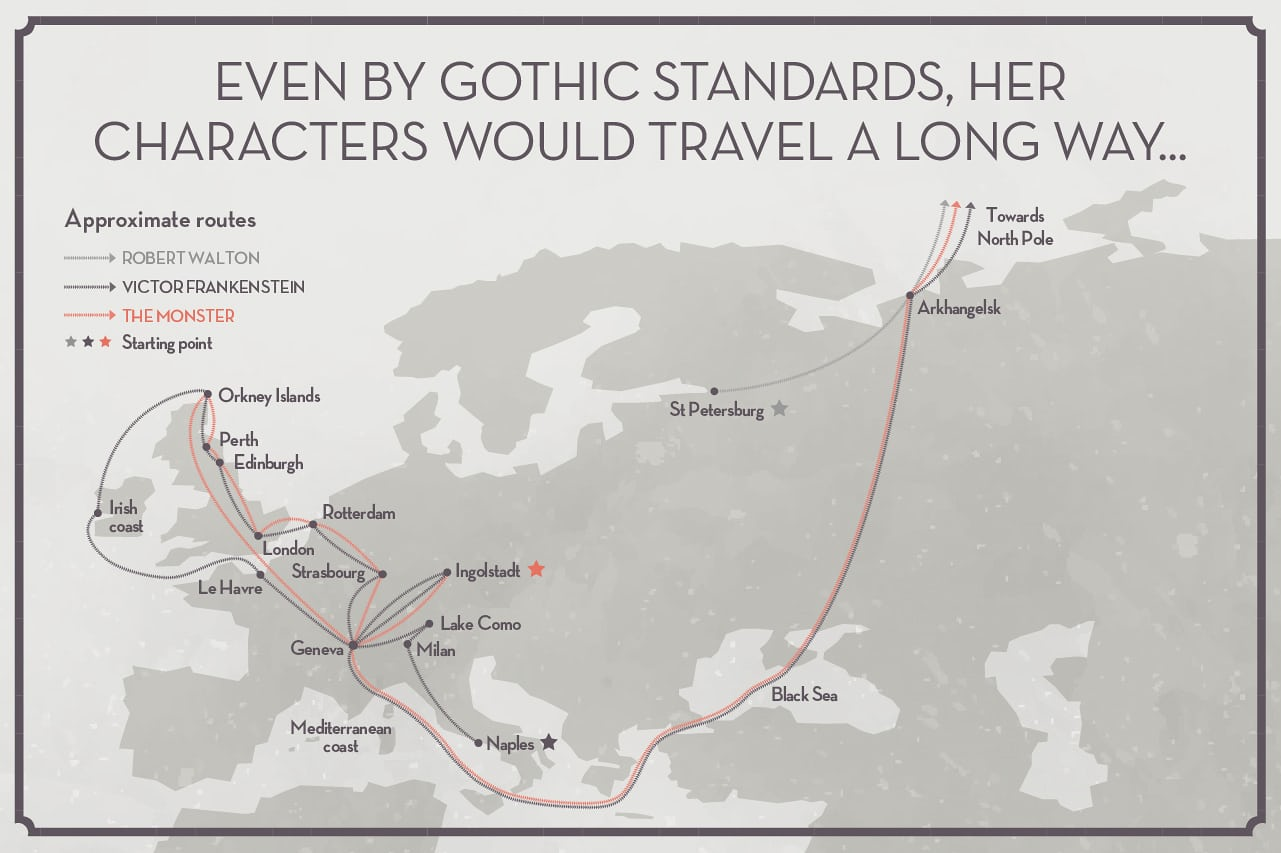 EVEN BY GOTHIC STANDARDS, HER
CHARACTERS WOULD TRAVEL A LONG WAY...
Approximate routes
ROBERT WALTON
VICTOR FRANKENSTEIN
THE MONSTER
Starting point
Towards
North Pole
Arkhangelsk
St Petersburg
Orkney Islands
Perth
Edinburgh
Irish
coast
Rotterdam
London
Strasbourg
Ingolstadt
Le Havre
Lake Como
Geneva
Milan
Black Sea
Mediterranean
coast
Naples